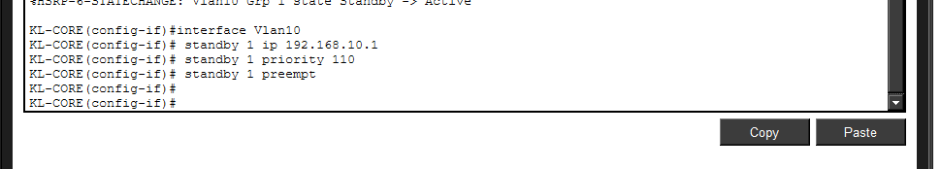 %HSRP-6-STATECHANGE: Vlan10 Grp 1 state Standby -> Active
KL-CORE(config-if)#interface Vlan10
KL-CORE(config-if)# standby 1 ip 192.168.10.1
KL-CORE(config-if)# standby 1 priority 110
KL-CORE(config-if)# standby 1 preempt
KL-CORE(config-if)#
KL-CORE(config-if)#
Copy Paste